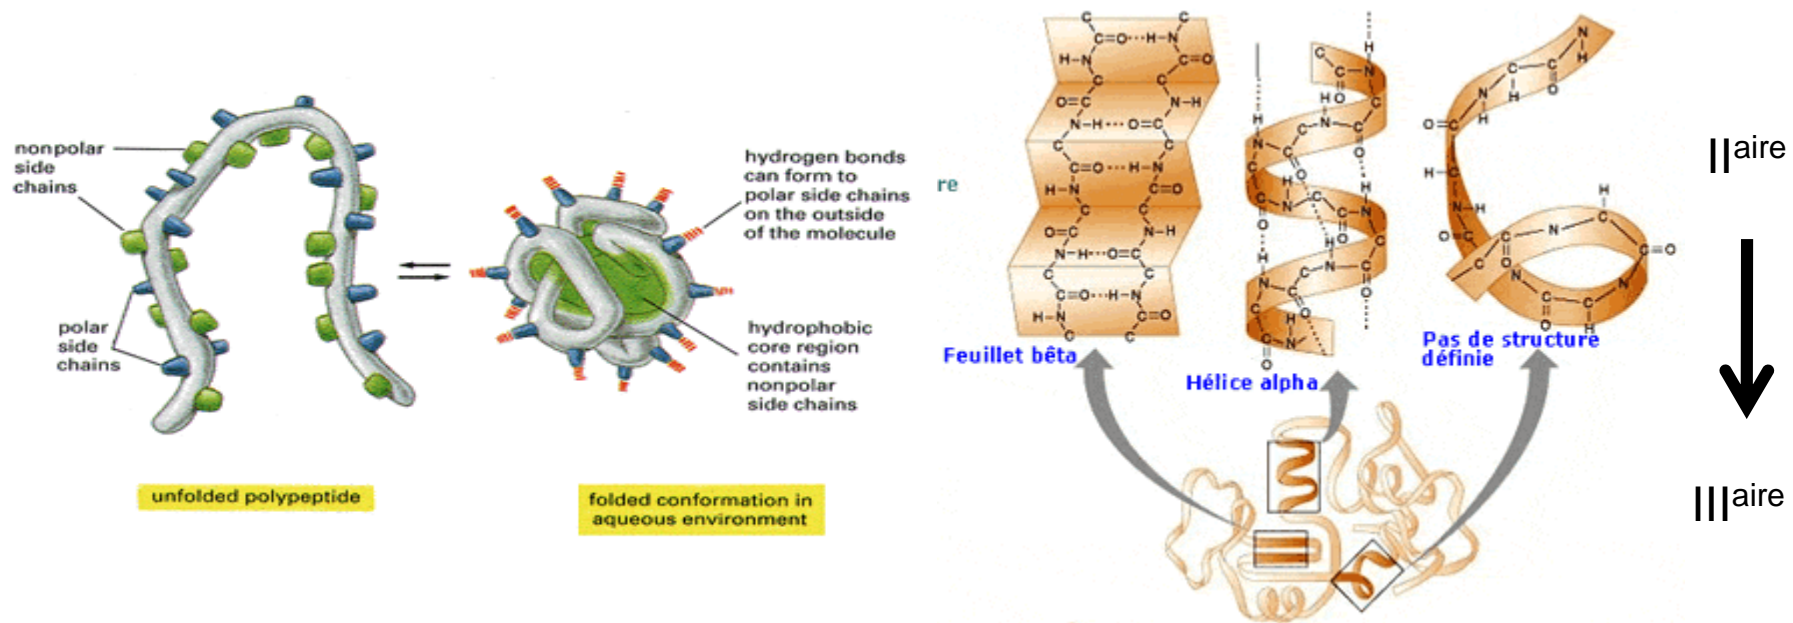 nonpolar
side
chains
polar
side
chains
unfolded polypeptide
hydrogen bonds
can form to
polar side chains
on the outside
of the molecule
hydrophobic
core region
contains
nonpolar
side chains
folded conformation in
aqueous environment
re
Feuillet bêta
Hélice alpha
Pas de structure
définie
IIaire
IIIaire